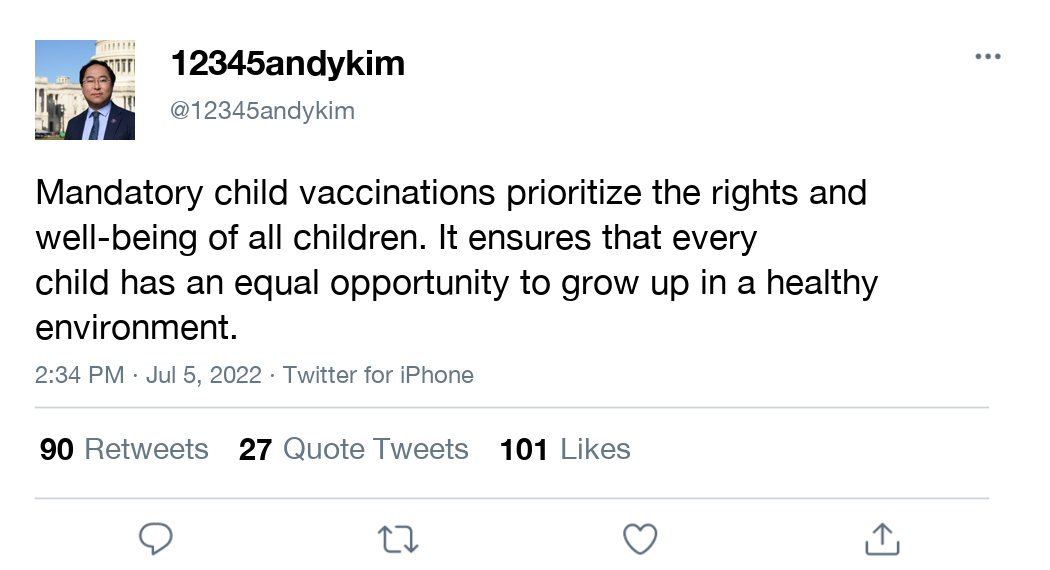 12345andykim
@12345andykim
Mandatory child vaccinations prioritize the rights and
well-being of all children. It ensures that every
child has an equal opportunity to grow up in a healthy
environment.
2:34 PM · Jul 5, 2022 · Twitter for iPhone
90 Retweets 27 Quote Tweets 101 Likes